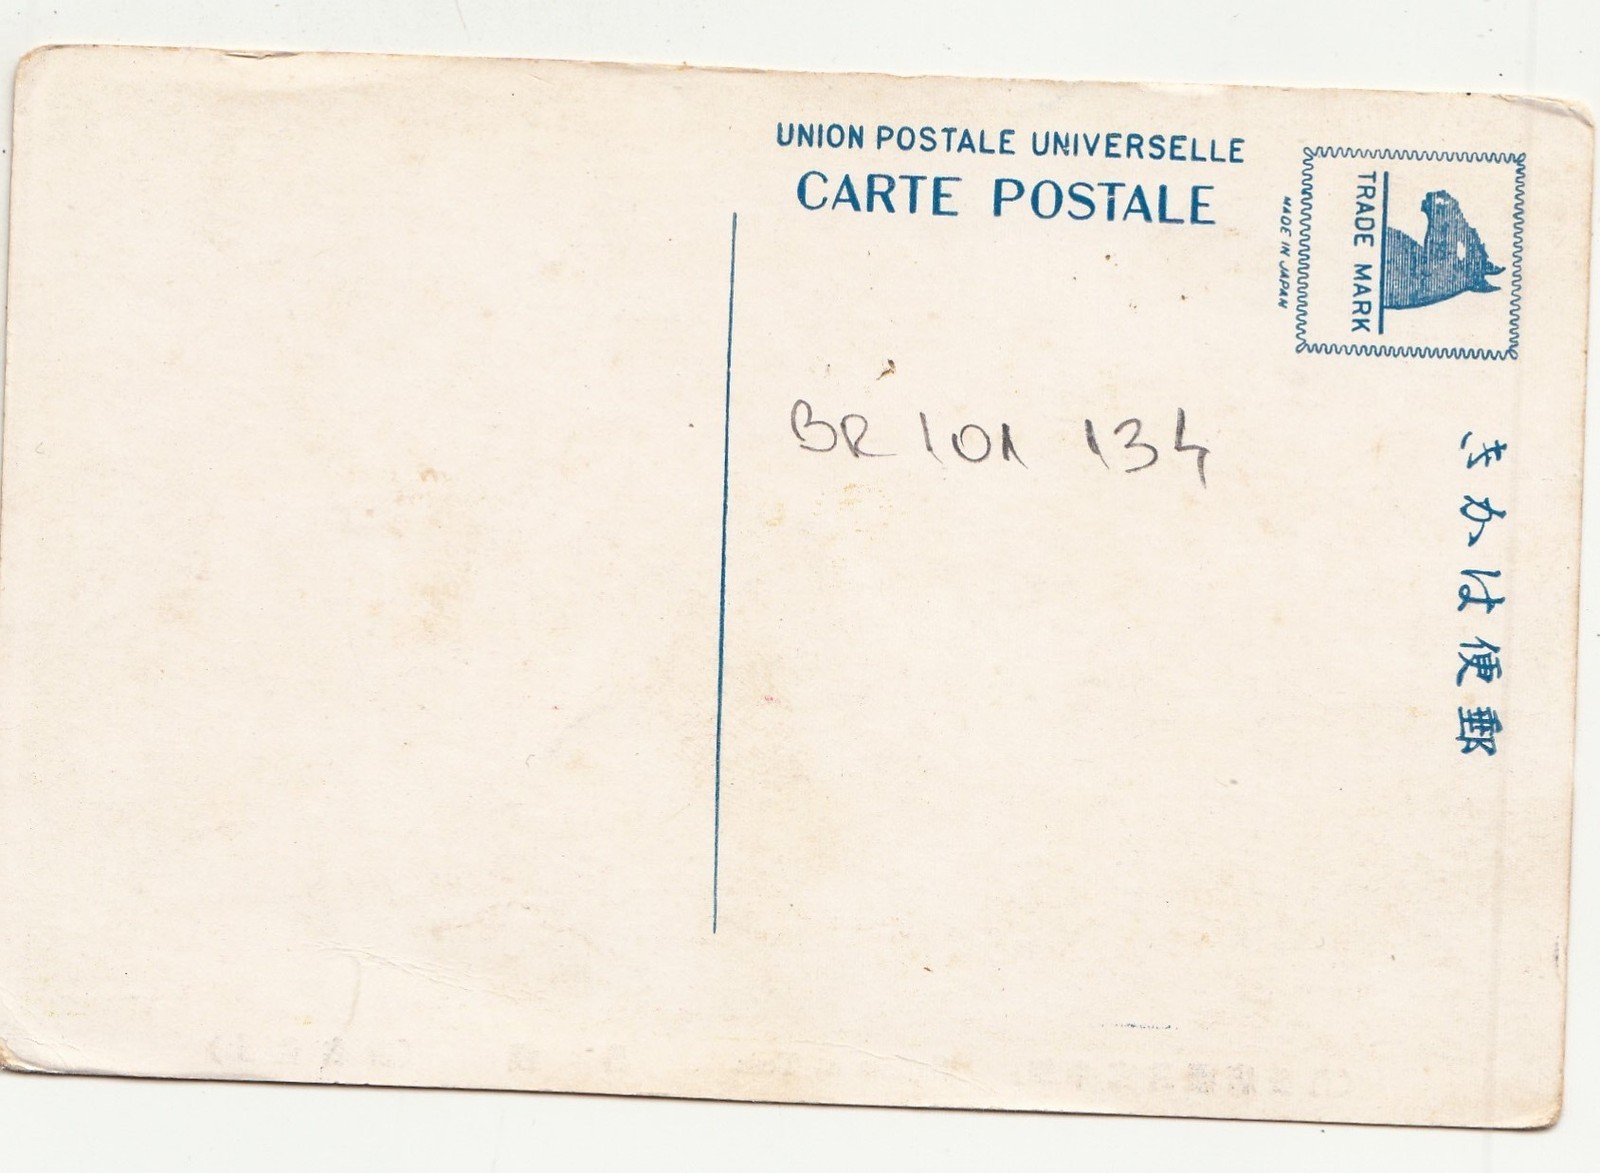 UNION POSTALE UNIVERSELLE
CARTE POSTALE
TRADE MARK
MADE IN JAPAN
BR 101 134
きかは便郵